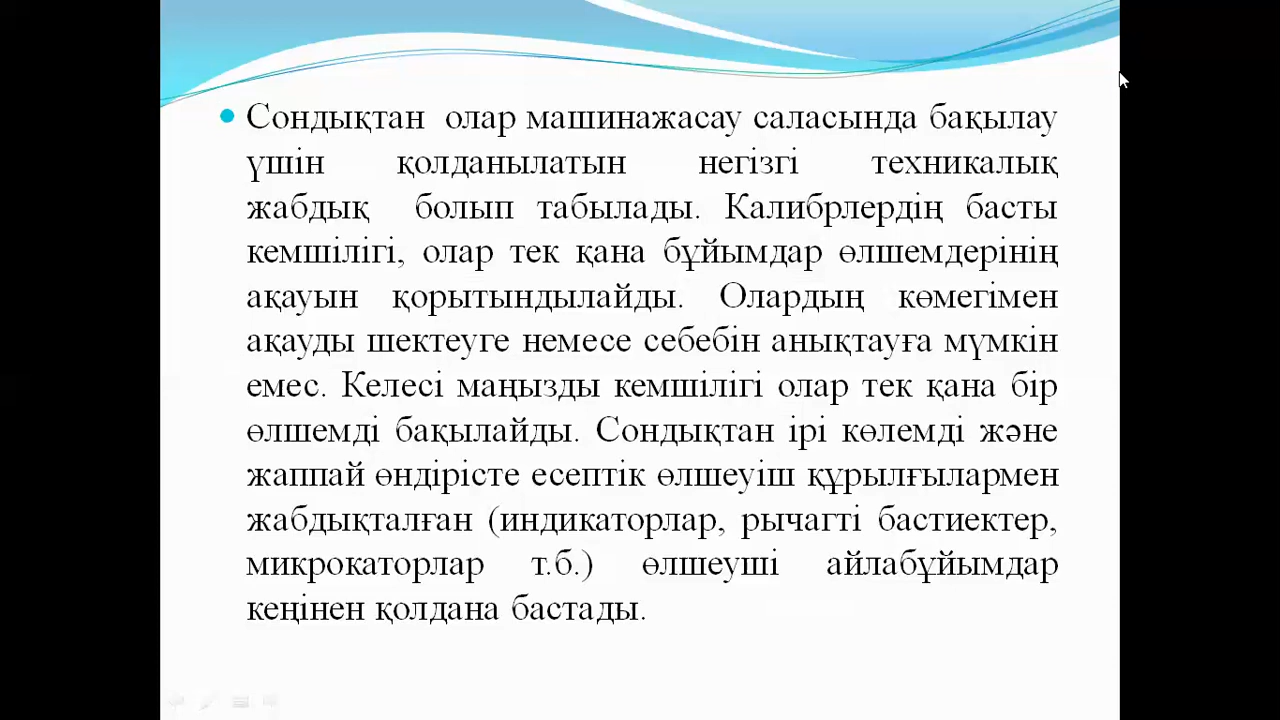 Сондықтан олар машинажасау саласында бақылау
үшін қолданылатын негізгі техникалық
жабдық болып табылады. Калибрлердің басты
кемшілігі, олар тек қана бұйымдар өлшемдерінің
ақауын қорытындылайды. Олардың көмегімен
ақауды шектеуге немесе себебін анықтауға мүмкін
емес. Келесі маңызды кемшілігі олар тек қана бір
өлшемді бақылайды. Сондықтан ірі көлемді және
жаппай өндірісте есептік өлшеуіш құрылғылармен
жабдықталған (индикаторлар, рычагті бастиектер,
микрокаторлар т.б.) өлшеуші айлабұйымдар
кеңінен қолдана бастады.